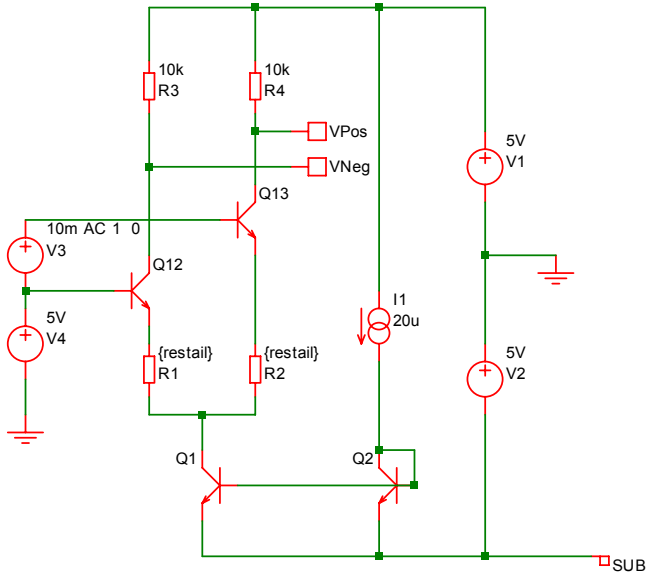 10k
R3
10k
R4
VPos
VNeg
5V
V1
Q13
10m AC 1 0
V3
Q12
5V
V4
I1
20u
5V
V2
{restail}
R1
{restail}
R2
Q1
Q2
SUB